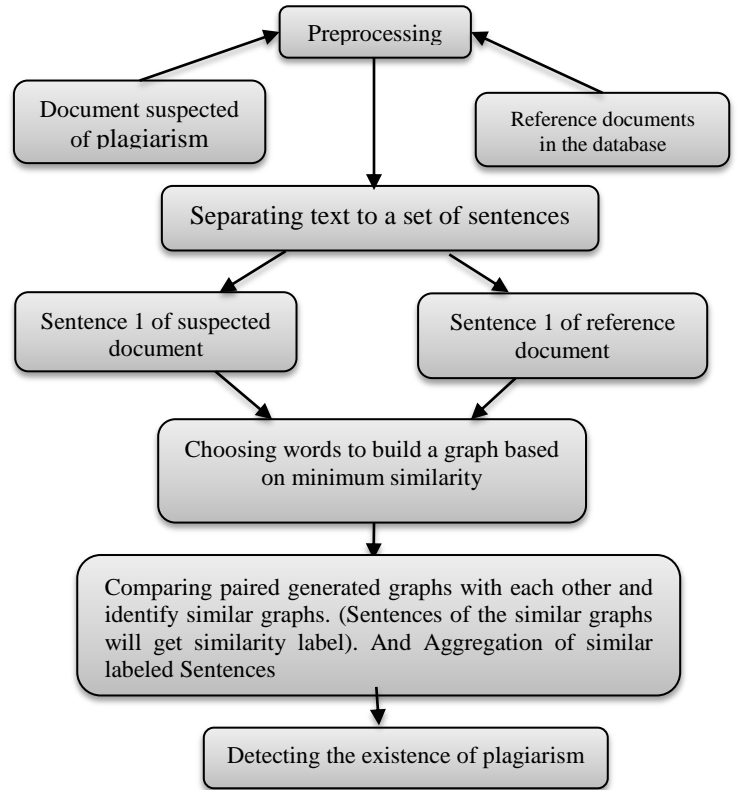 Preprocessing
Document suspected
of plagiarism
Reference documents
in the database
Separating text to a set of sentences
Sentence 1 of suspected
document
Sentence 1 of reference
document
Choosing words to build a graph based
on minimum similarity
Comparing paired generated graphs with each other and
identify similar graphs. (Sentences of the similar graphs
will get similarity label). And Aggregation of similar
labeled Sentences
Detecting the existence of plagiarism